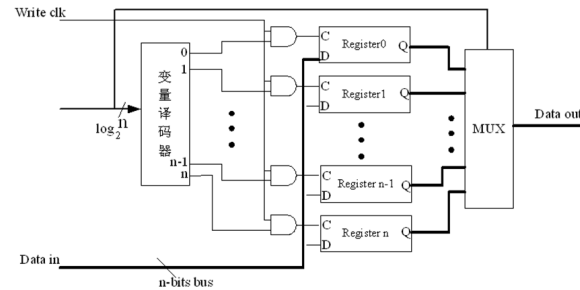 Write clk
C
Register0
Q
D
0
1
C
Register1
Q
D
变量译码器
log2n
MUX
Data out
n-1
n
C
Register n-1
Q
D
C
Register n
Q
D
Data in
n-bits bus